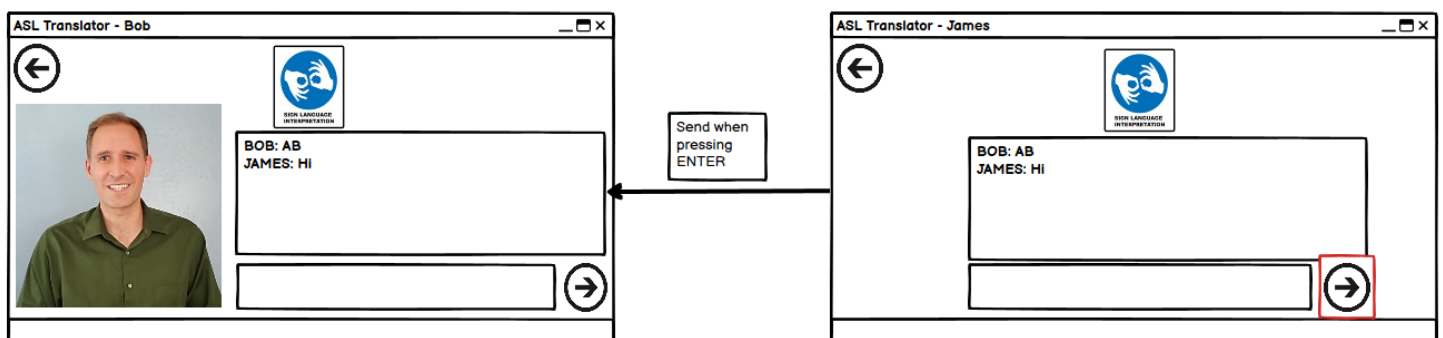 ASL Translator - Bob
SIGN LANGUAGE
INTERPRETATION
BOB: AB
JAMES: Hi
Send when
pressing
ENTER
ASL Translator - James
SIGN LANGUAGE
INTERPRETATION
BOB: AB
JAMES: Hi